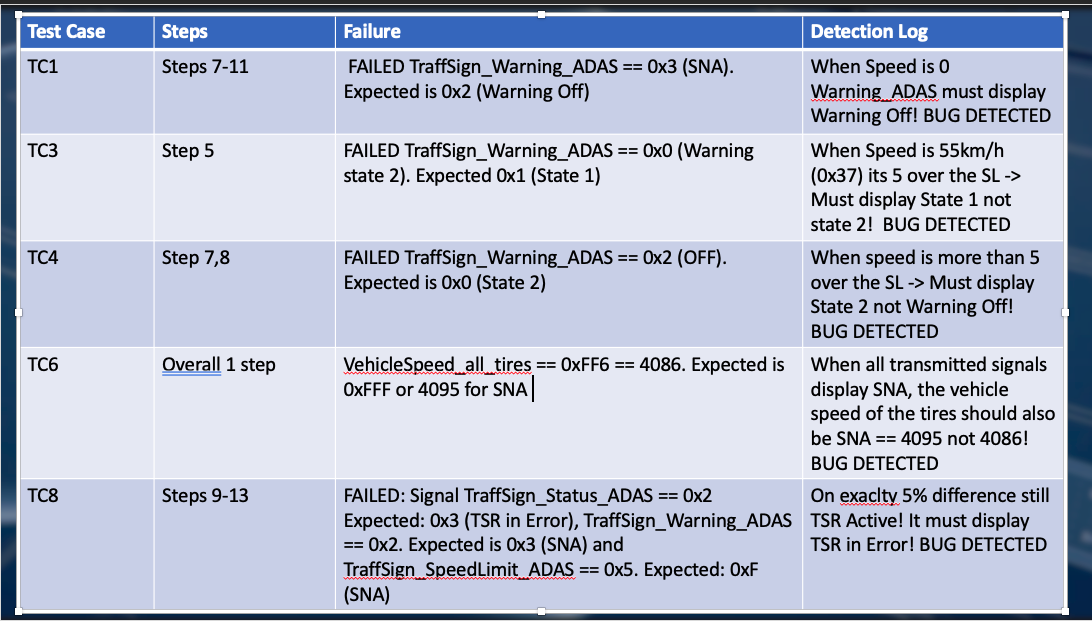 Test Case Steps Failure Detection Log
TC1 Steps 7-11
FAILED TraffSign_Warning_ADAS == 0x3 (SNA).
Expected is 0x2 (Warning Off)
When Speed is 0
Warning_ADAS must display
Warning Off! BUG DETECTED
TC3 Step 5
FAILED TraffSign_Warning_ADAS == 0x0 (Warning
state 2). Expected 0x1 (State 1)
When Speed is 55km/h
(0x37) its 5 over the SL ->
Must display State 1 not
state 2!  BUG DETECTED
TC4 Step 7,8
FAILED TraffSign_Warning_ADAS == 0x2 (OFF).
Expected is 0x0 (State 2)
When speed is more than 5
over the SL -> Must display
State 2 not Warning Off!
BUG DETECTED
TC6 Overall 1 step
VehicleSpeed_all_tires == 0xFF6 == 4086. Expected is
0xFFF or 4095 for SNA
When all transmitted signals
display SNA, the vehicle
speed of the tires should also
be SNA == 4095 not 4086!
BUG DETECTED
TC8 Steps 9-13
FAILED: Signal TraffSign_Status_ADAS == 0x2
Expected: 0x3 (TSR in Error), TraffSign_Warning_ADAS
== 0x2. Expected is 0x3 (SNA) and
TraffSign_SpeedLimit_ADAS == 0x5. Expected: 0xF
(SNA)
On exaclty 5% difference still
TSR Active! It must display
TSR in Error! BUG DETECTED